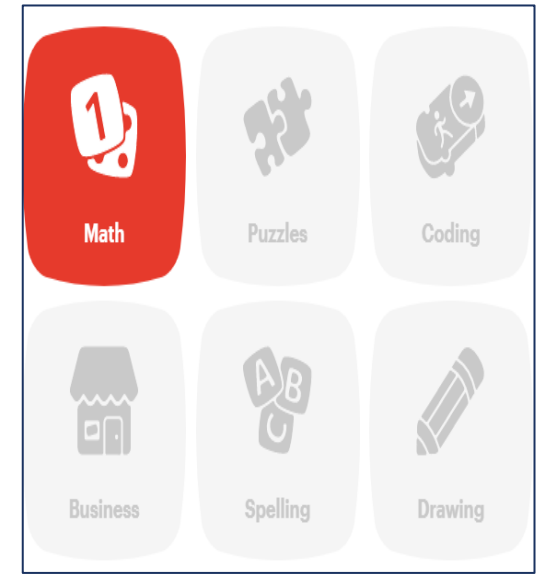 1
Math
Puzzles
Coding
Business
A B C
Spelling
Drawing